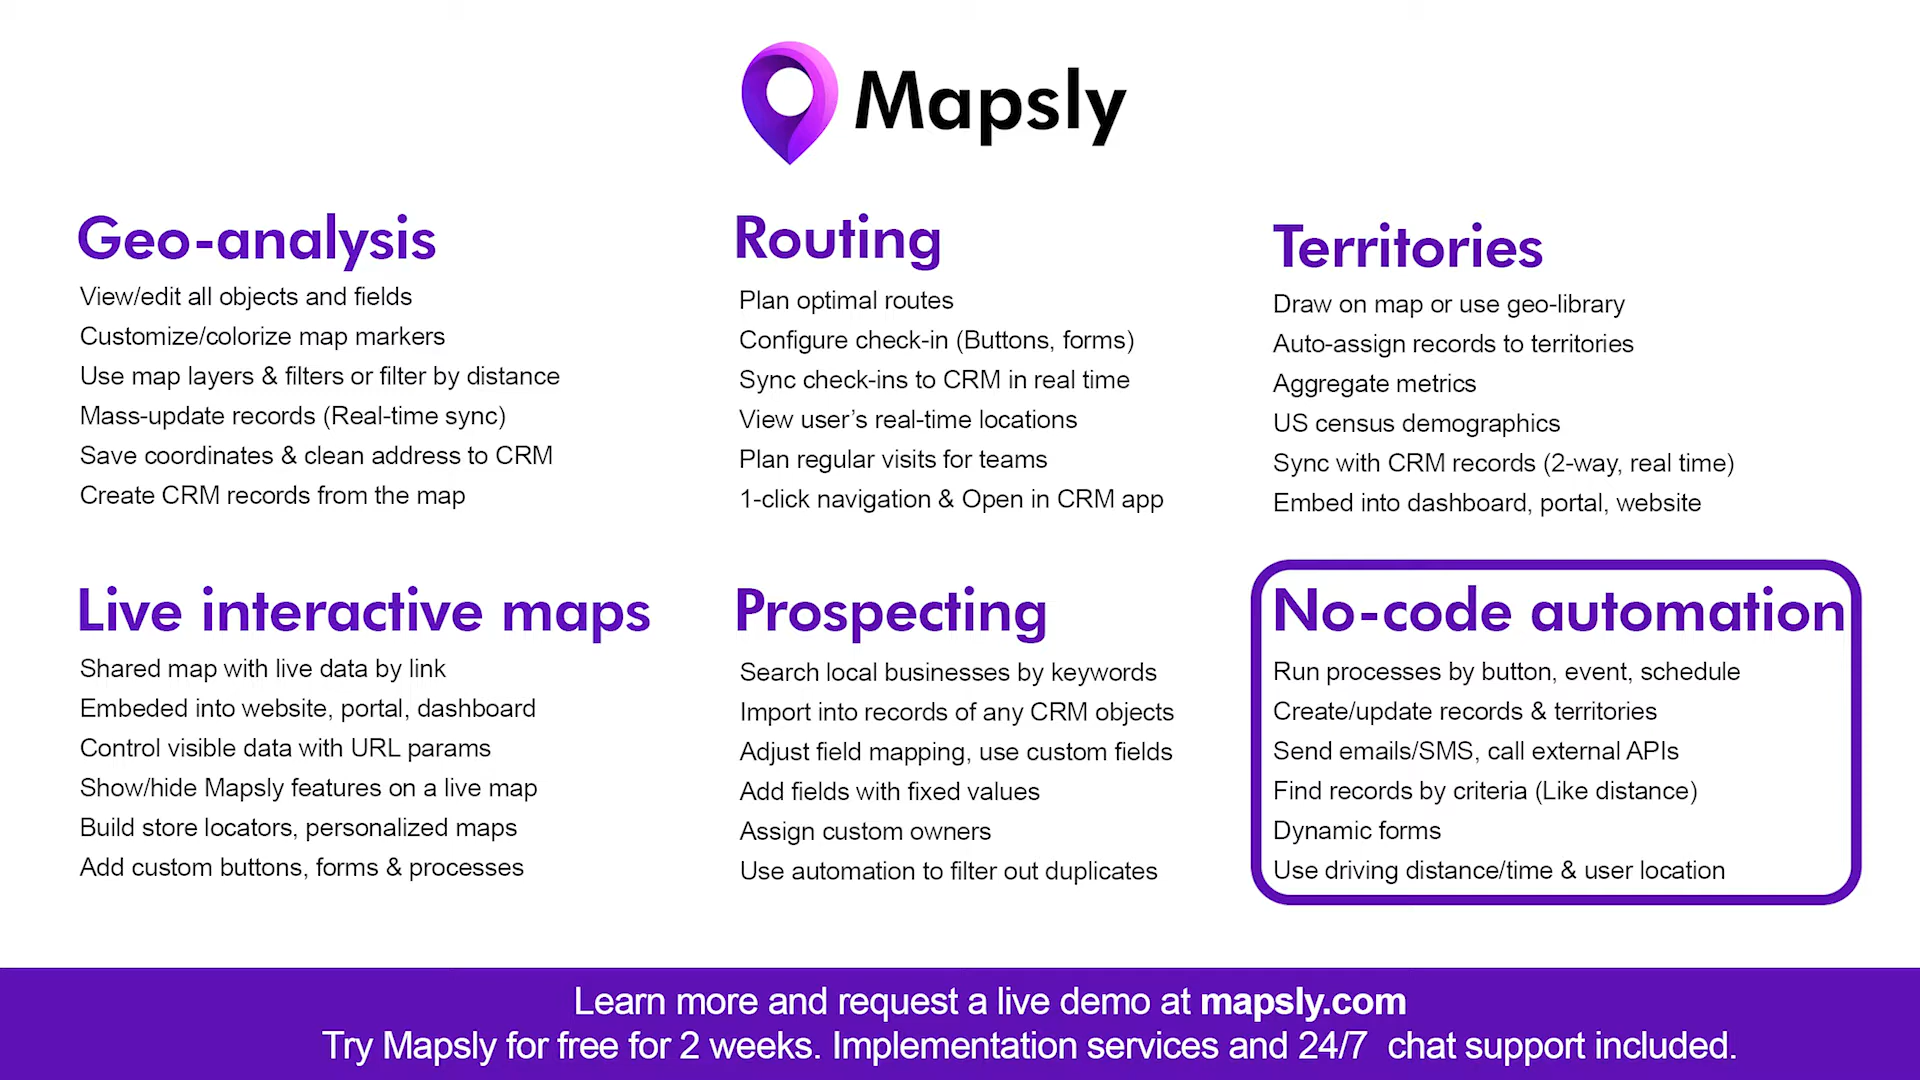 Mapsly
Geo-analysis
View/edit all objects and fields
Customize/colorize map markers
Use map layers & filters or filter by distance
Mass-update records (Real-time sync)
Save coordinates & clean address to CRM
Create CRM records from the map
Routing
Plan optimal routes
Configure check-in (Buttons, forms)
Sync check-ins to CRM in real time
View user’s real-time locations
Plan regular visits for teams
1-click navigation & Open in CRM app
Territories
Draw on map or use geo-library
Auto-assign records to territories
Aggregate metrics
US census demographics
Sync with CRM records (2-way, real time)
Embed into dashboard, portal, website
Live interactive maps
Shared map with live data by link
Embeded into website, portal, dashboard
Control visible data with URL params
Show/hide Mapsly features on a live map
Build store locators, personalized maps
Add custom buttons, forms & processes
Prospecting
Search local businesses by keywords
Import into records of any CRM objects
Adjust field mapping, use custom fields
Add fields with fixed values
Assign custom owners
Use automation to filter out duplicates
No-code automation
Run processes by button, event, schedule
Create/update records & territories
Send emails/SMS, call external APIs
Find records by criteria (Like distance)
Dynamic forms
Use driving distance/time & user location
Learn more and request a live demo at mapsly.com
Try Mapsly for free for 2 weeks. Implementation services and 24/7 chat support included.